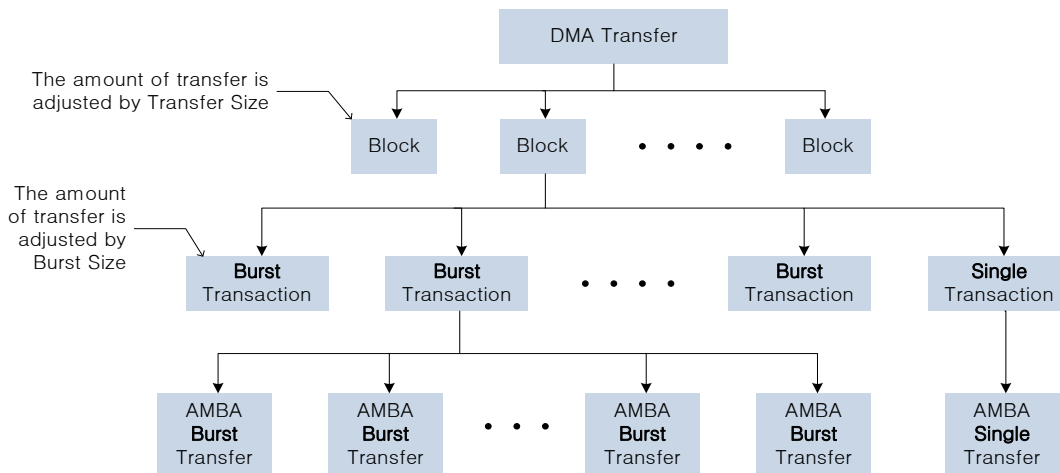 DMA Transfer
The amount of transfer is
adjusted by Transfer Size
Block
Block
Block
The amount
of transfer is
adjusted by
Burst Size
Burst
Transaction
Burst
Transaction
Burst
Transaction
Single
Transaction
AMBA
Burst
Transfer
AMBA
Burst
Transfer
AMBA
Burst
Transfer
AMBA
Burst
Transfer
AMBA
Single
Transfer